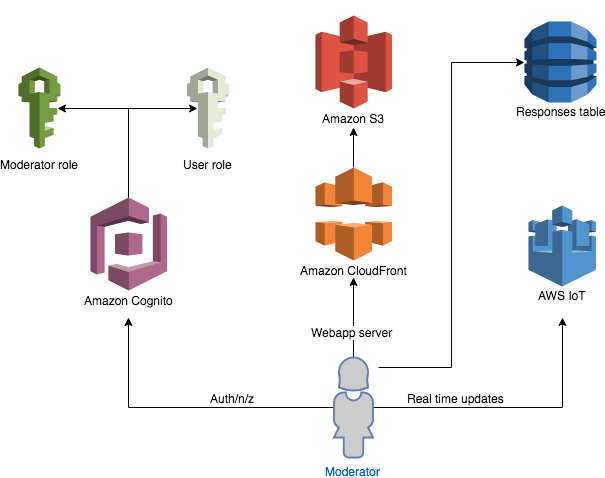 Amazon S3
Responses table
Moderator role
User role
Amazon CloudFront
Amazon Cognito
AWS IoT
Webapp server
Auth/n/z
Real time updates
Moderator